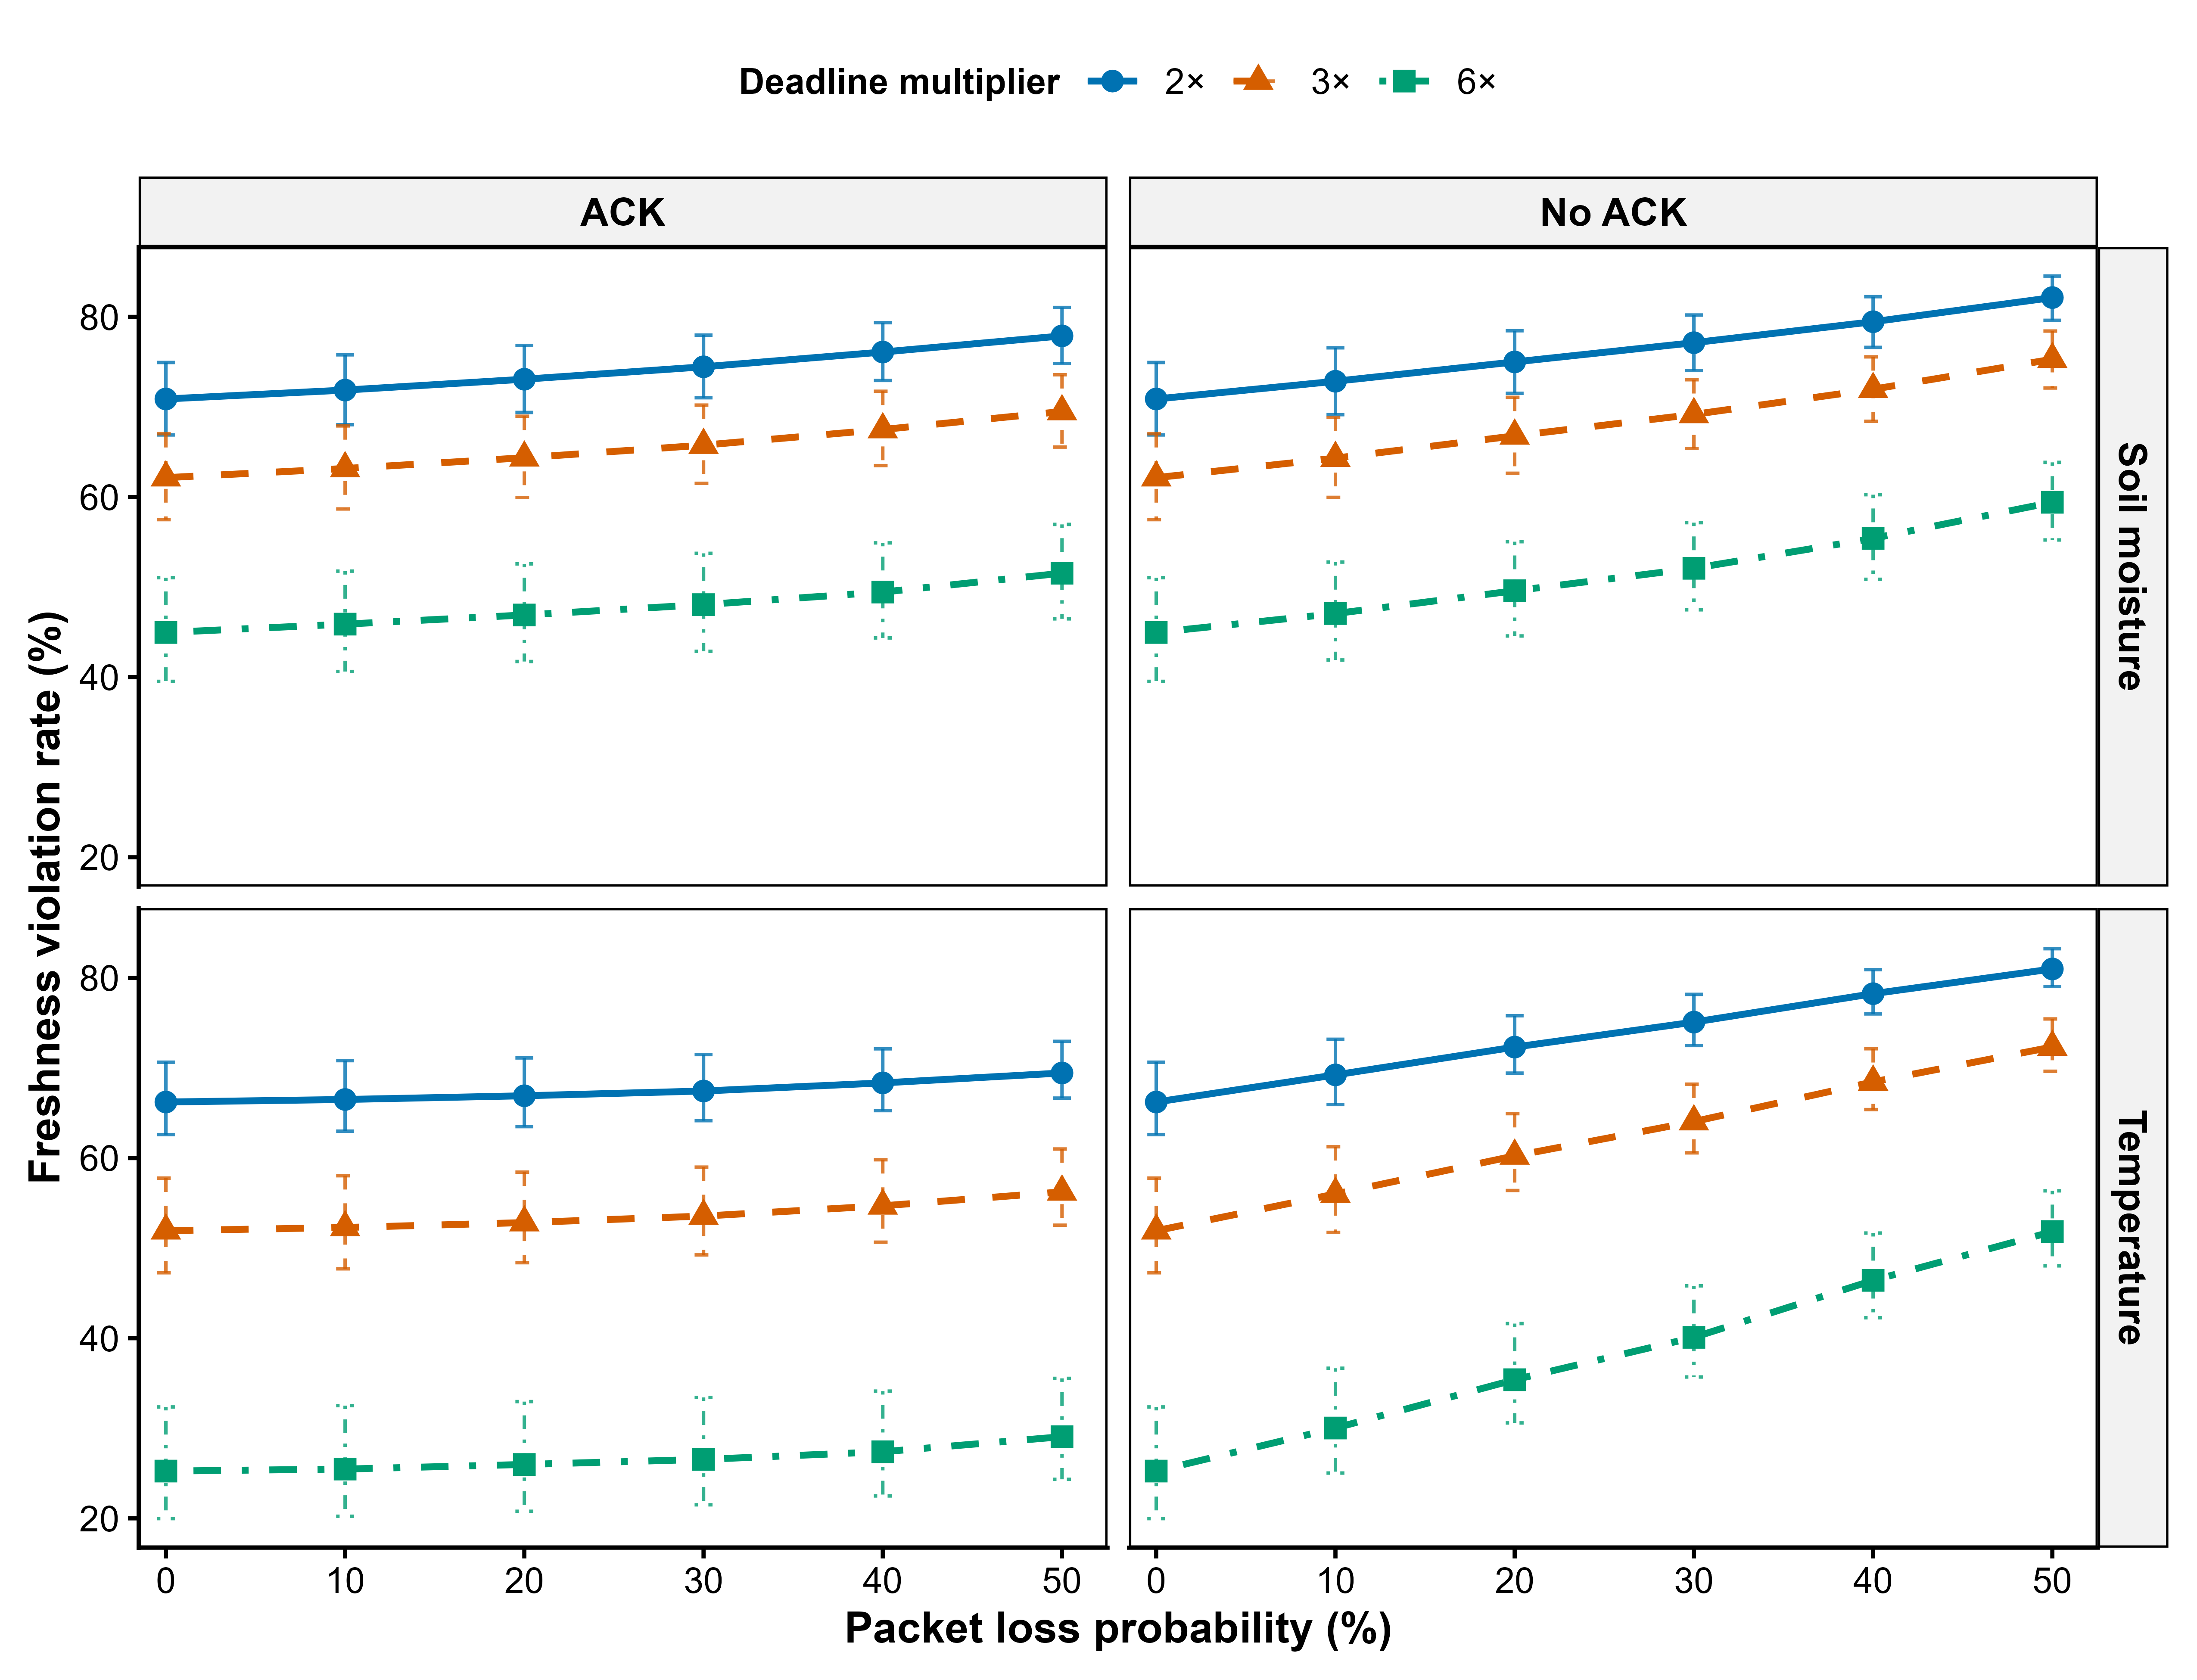 Deadline multiplier 2× 3× 6×
ACK
No ACK
Soil moisture
Temperature
Freshness violation rate (%)
80
60
40
20
80
60
40
20
0 10 20 30 40 50
0 10 20 30 40 50
Packet loss probability (%)